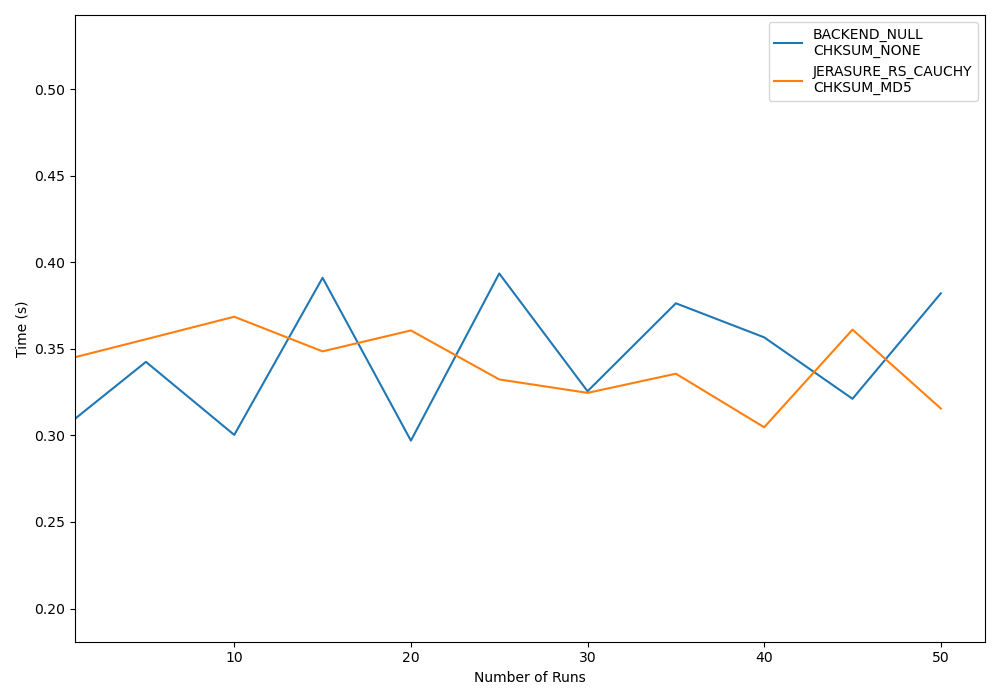 BACKEND_NULL
CHKSUM_NONE
JERASURE_RS_CAUCHY
CHKSUM_MD5
0.50
0.45
0.40
0.35
0.30
0.25
0.20
Time (s)
10 20 30 40 50
Number of Runs